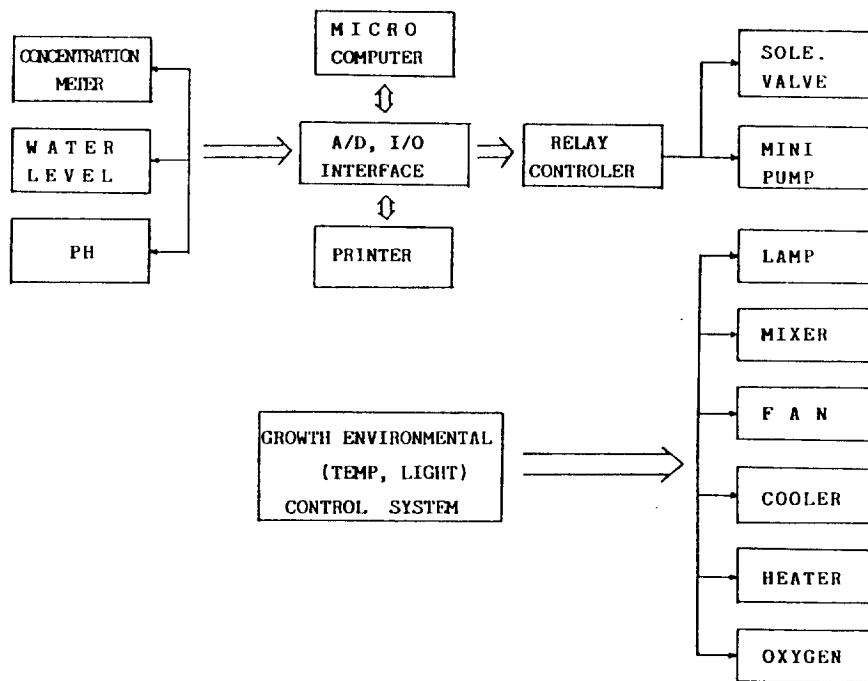 CONCENTRATION
METER
WATER
LEVEL
PH
MICRO
COMPUTER
A/D, I/O
INTERFACE
PRINTER
RELAY
CONTROLER
SOLE.
VALVE
MINI
PUMP
LAMP
MIXER
FAN
COOLER
HEATER
OXYGEN
GROWTH ENVIRONMENTAL
(TEMP, LIGHT)
CONTROL SYSTEM